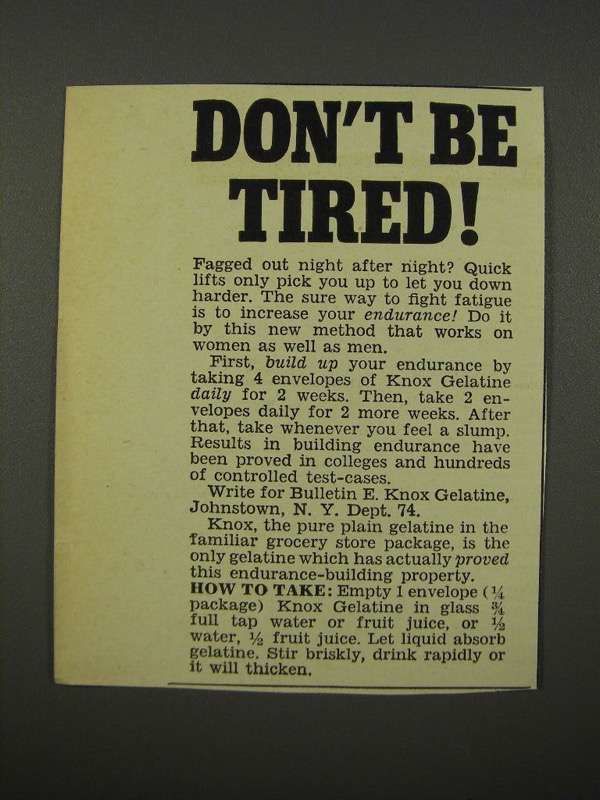 DON'T BE
TIRED!
Fagged out night after night? Quick
lifts only pick you up to let you down
harder. The sure way to fight fatigue
is to increase your endurance! Do it
by this new method that works on
women as well as men.
First, build up your endurance by
taking 4 envelopes of Knox Gelatine
daily for 2 weeks. Then, take 2 en-
velopes daily for 2 more weeks. After
that, take whenever you feel a slump.
Results in building endurance have
been proved in colleges and hundreds
of controlled test-cases.
Write for Bulletin E. Knox Gelatine,
Johnstown, N. Y. Dept. 74.
Knox, the pure plain gelatine in the
familiar grocery store package, is the
only gelatine which has actually proved
this endurance-building property.
HOW TO TAKE: Empty 1 envelope (¼
package) Knox Gelatine in glass ¾
full tap water or fruit juice, or ½
water, ½ fruit juice. Let liquid absorb
gelatine. Stir briskly, drink rapidly or
it will thicken.